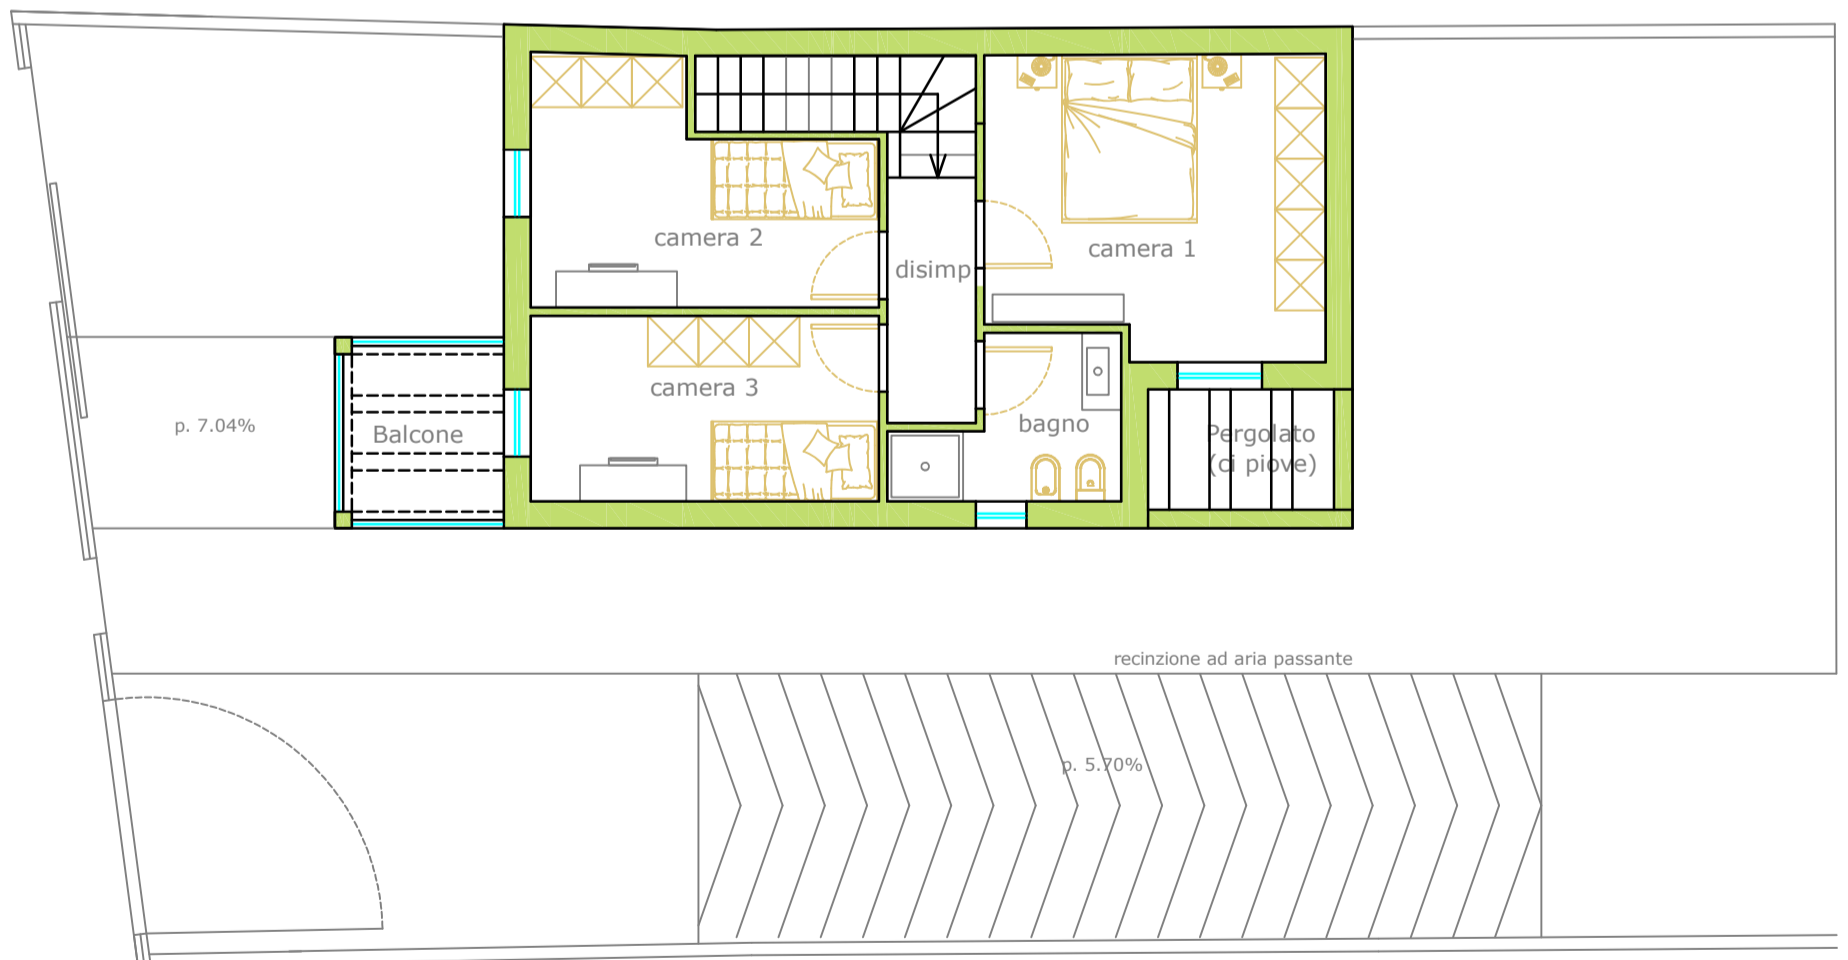 camera 2
camera 1
disimp
camera 3
p. 7.04%
Balcone
bagno
Pergolato
(ci piove)
recinzione ad aria passante
p. 5.70%